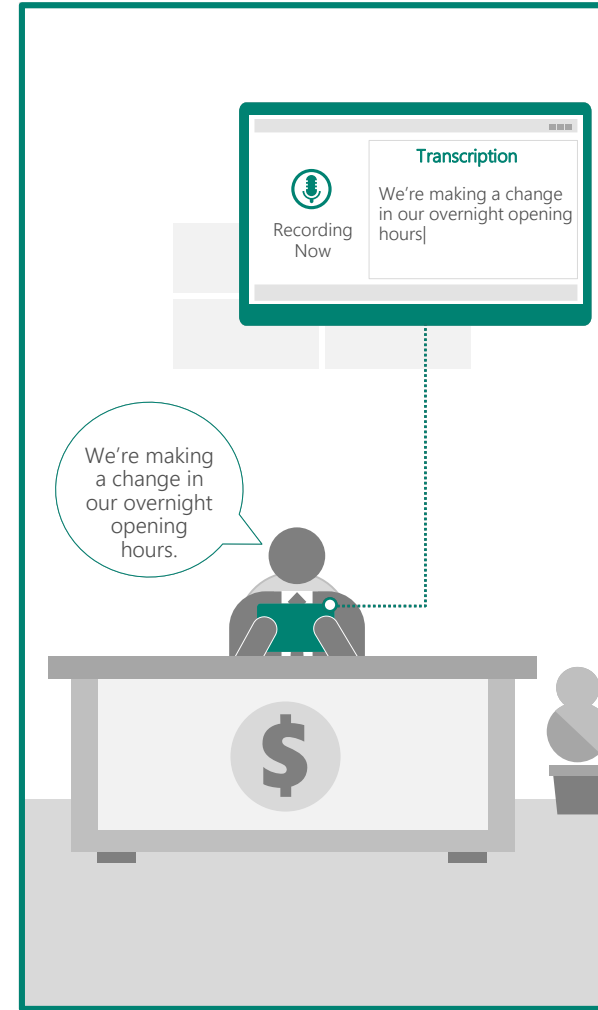 Transcription
We're making a change
in our overnight opening
hours|
Recording
Now
We're making
a change in
our overnight
opening
hours.
$